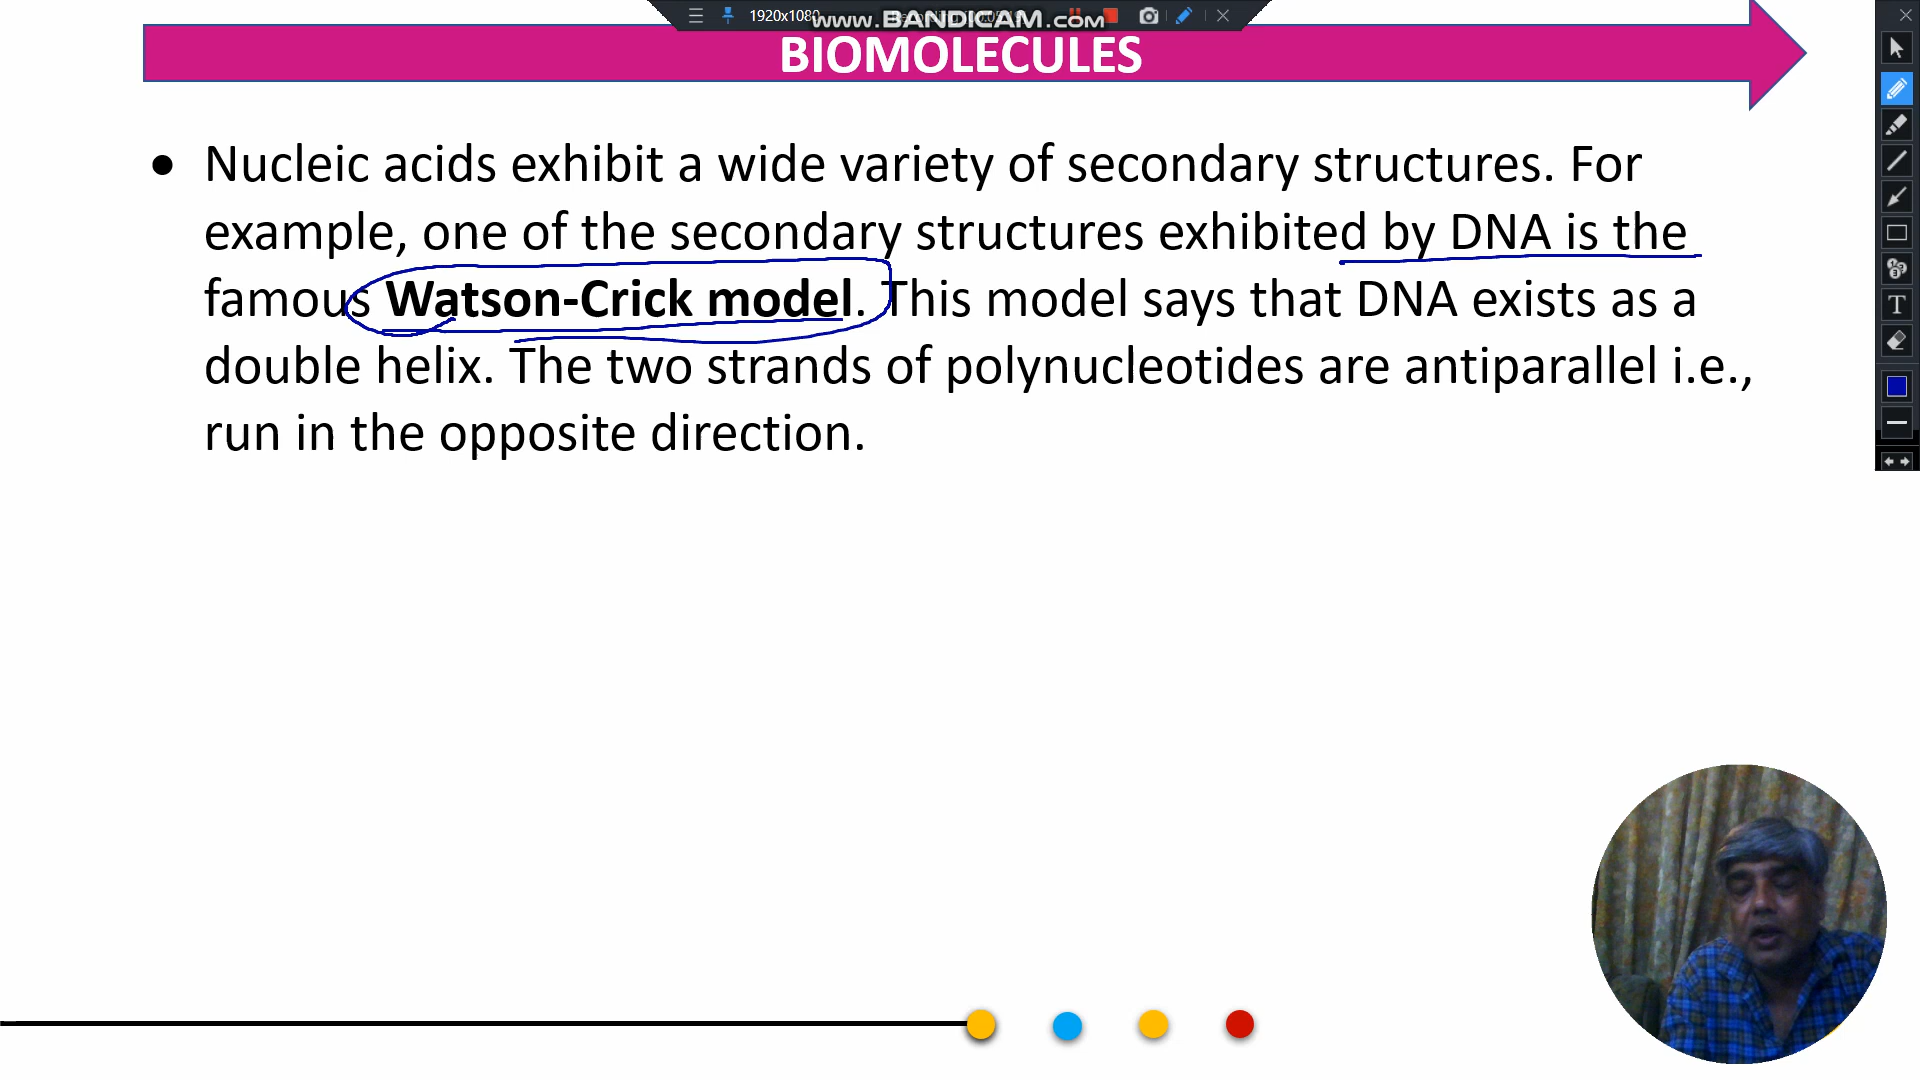 1920x1080
www.BANDICAM.com
BIOMOLECULES
• Nucleic acids exhibit a wide variety of secondary structures. For
example, one of the secondary structures exhibited by DNA is the
famous Watson-Crick model. This model says that DNA exists as a
double helix. The two strands of polynucleotides are antiparallel i.e.,
run in the opposite direction.
T